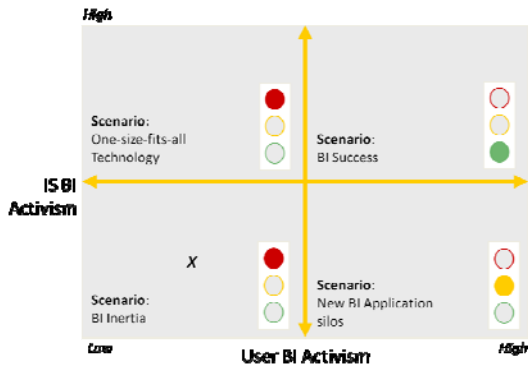 High
Scenario:
One-size-fits-all
Technology
Scenario:
BI Success
IS BI
Activism
X
Scenario:
BI Inertia
Scenario:
New BI Application
silos
Low
User BI Activism
High